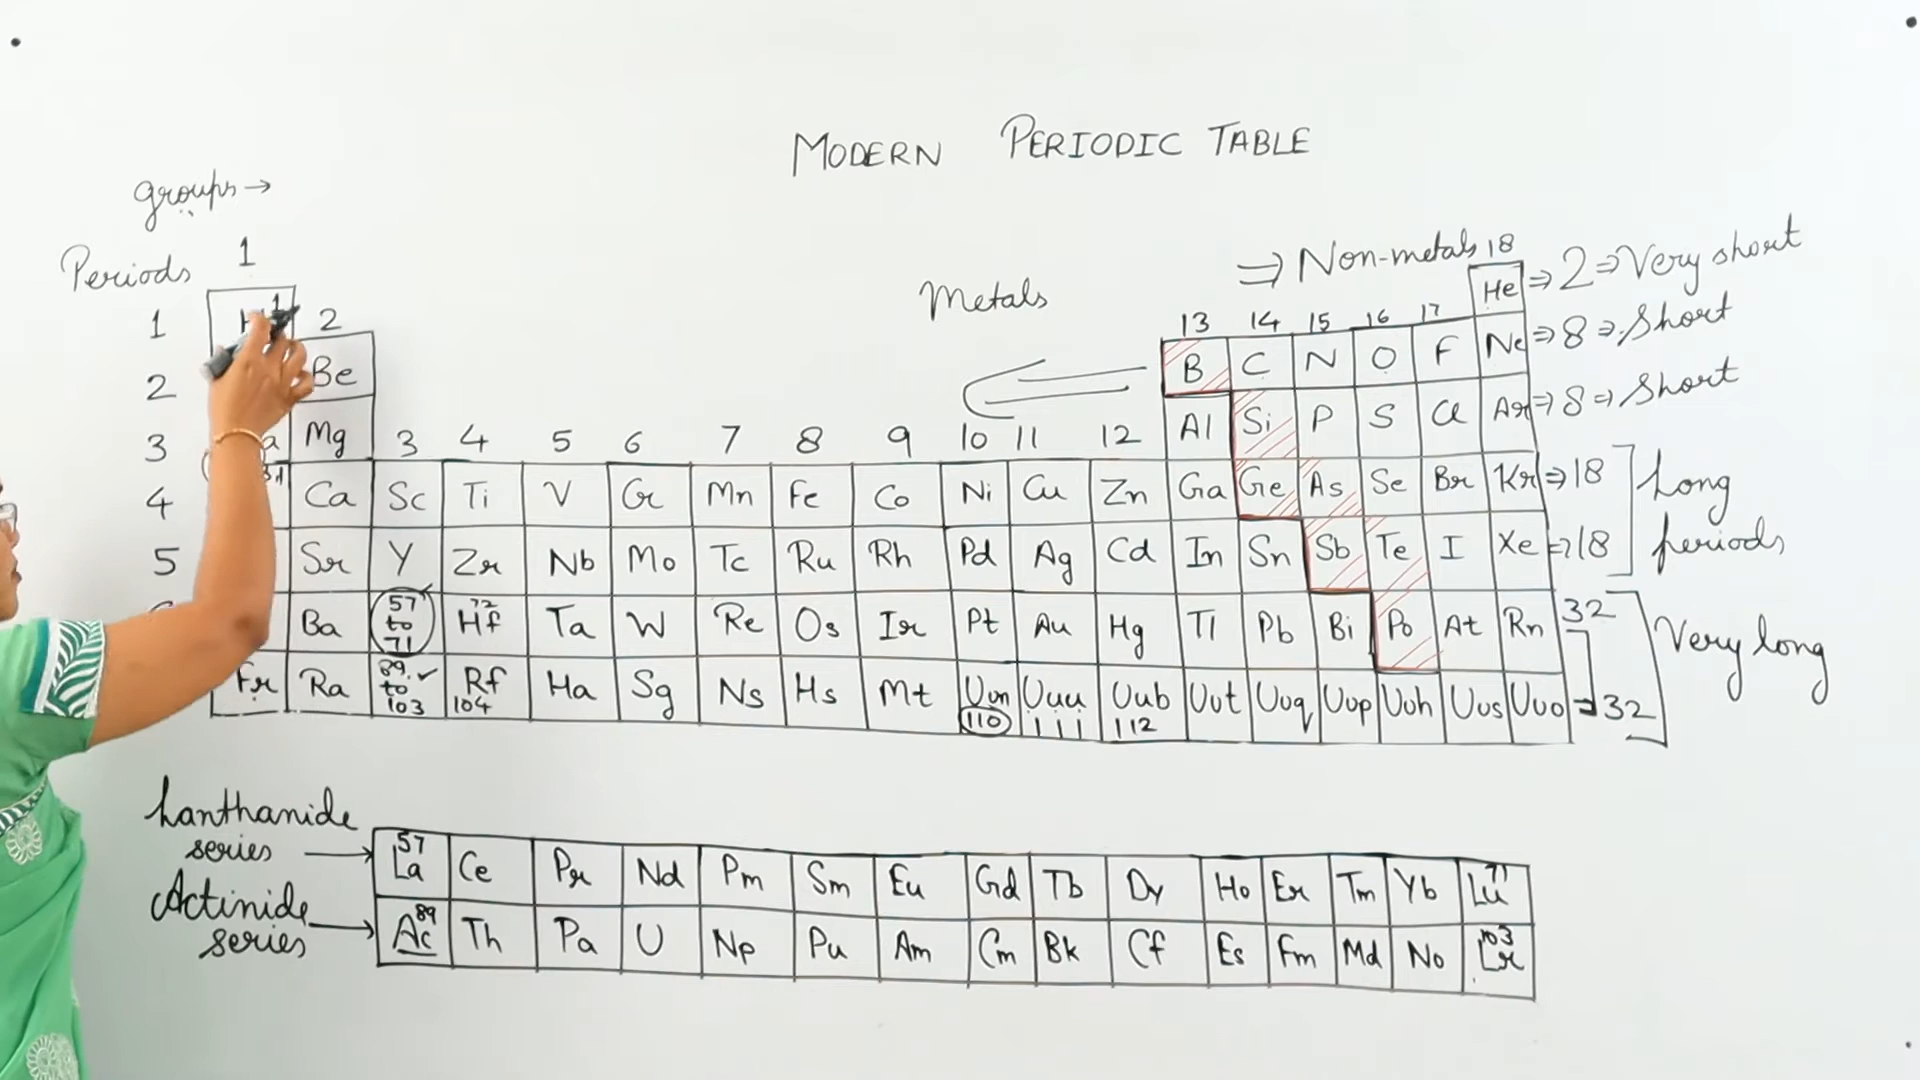 MODERN PERIODIC TABLE
groups →
Periods 1
⇒ Non-metals 18
Metals
1 2 13 14 15 16 17 He ⇒ 2 ⇒ Very short
2 Be B C N O F Ne ⇒ 8 ⇒ Short
3 Mg 3 4 5 6 7 8 9 10 11 12 Al Si P S Cl Ar ⇒ 8 ⇒ Short
4 Ca Sc Ti V Cr Mn Fe Co Ni Cu Zn Ga Ge As Se Br Kr ⇒ 18 Long
5 Sr Y Zr Nb Mo Tc Ru Rh Pd Ag Cd In Sn Sb Te I Xe ⇒ 18 periods
Ba 57 to 71 72 Hf Ta W Re Os Ir Pt Au Hg Tl Pb Bi Po At Rn 32 Very long
Fr Ra 89 to 103 Rf 104 Ha Sg Ns Hs Mt Uun 110 Uuu 111 Uub 112 Uut Uuq Uup Uuh Uus Uuo ⇒ 32
Lanthanide
series → 57 La Ce Pr Nd Pm Sm Eu Gd Tb Dy Ho Er Tm Yb Lu 71
Actinide
series → Ac 89 Th Pa U Np Pu Am Cm Bk Cf Es Fm Md No 103 Lr